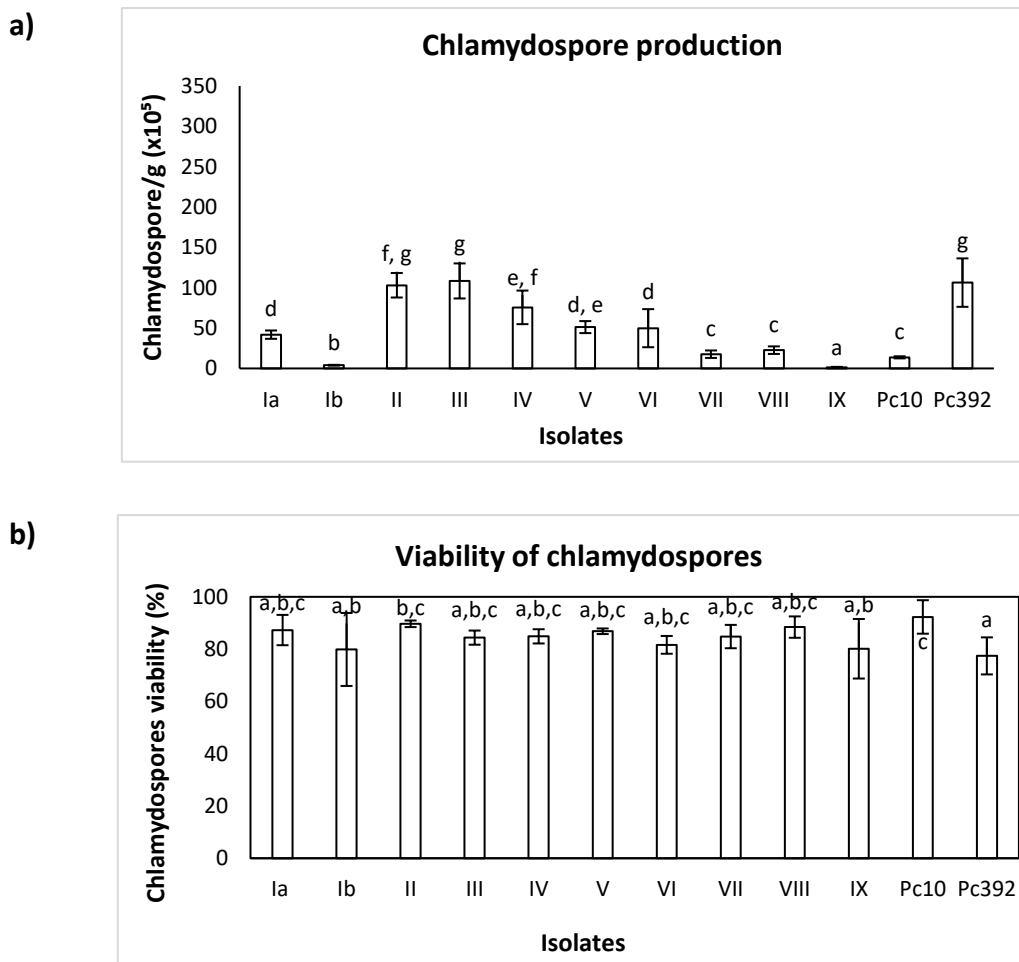 a)
Chlamydospore production
Chlamydospore/g (x10⁵)
350
300
250
200
150
100
50
0
d
b
f, g
g
e, f
d, e
d
c
c
a
c
g
Ia Ib II III IV V VI VII VIII IX Pc10 Pc392
Isolates
b)
Viability of chlamydospores
Chlamydospores viability (%)
100
80
60
40
20
0
a,b,c a,b b,c a,b,c a,b,c a,b,c a,b,c a,b,c a,b,c a,b c a
Ia Ib II III IV V VI VII VIII IX Pc10 Pc392
Isolates